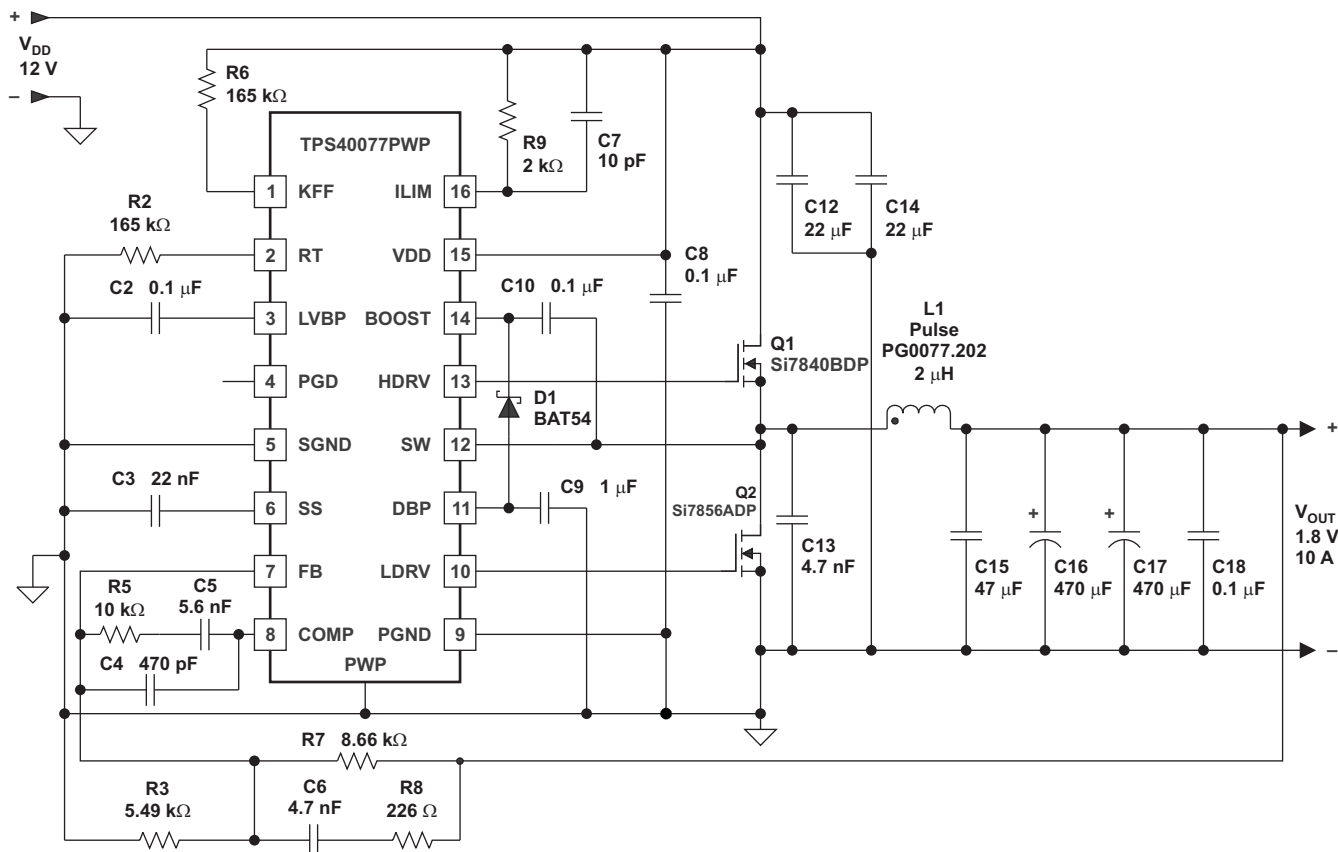 +
V_DD
12 V
–
R6
165 kΩ
TPS40077PWP
R9
2 kΩ
C7
10 pF
1 KFF
ILIM 16
R2
165 kΩ
C12
22 μF
C14
22 μF
2 RT
VDD 15
C8
0.1 μF
C2 0.1 μF
C10 0.1 μF
3 LVBP
BOOST 14
L1
Pulse
PG0077.202
2 μH
Q1
Si7840BDP
4 PGD
HDRV 13
D1
BAT54
5 SGND
SW 12
+
C3 22 nF
C9 1 μF
Q2
Si7856ADP
6 SS
DBP 11
C13
4.7 nF
+
+
V_OUT
1.8 V
10 A
C15
47 μF
C16
470 μF
C17
470 μF
C18
0.1 μF
7 FB
LDRV 10
R5
10 kΩ
C5
5.6 nF
8 COMP
PGND 9
–
C4 470 pF
PWP
R7 8.66 kΩ
R3
5.49 kΩ
C6
4.7 nF
R8
226 Ω